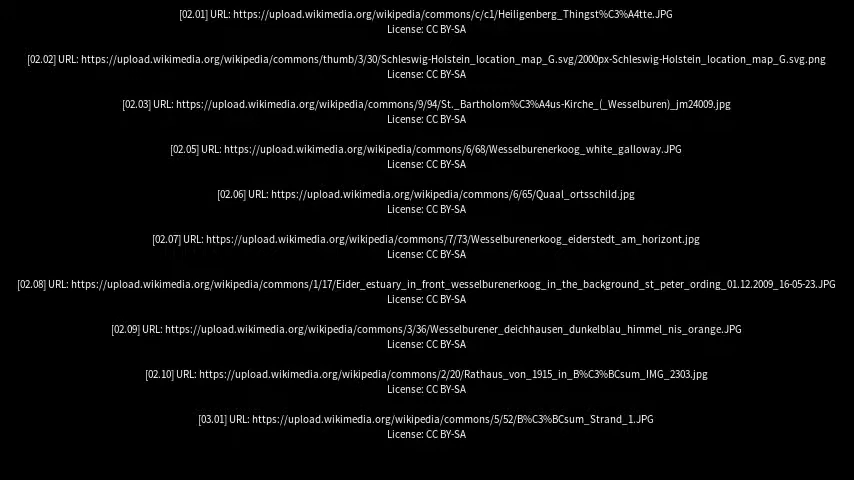 [02.01] URL: https://upload.wikimedia.org/wikipedia/commons/c/c1/Heiligenberg_Thingst%C3%A4tte.JPG
License: CC BY-SA
[02.02] URL: https://upload.wikimedia.org/wikipedia/commons/thumb/3/30/Schleswig-Holstein_location_map_G.svg/2000px-Schleswig-Holstein_location_map_G.svg.png
License: CC BY-SA
[02.03] URL: https://upload.wikimedia.org/wikipedia/commons/9/94/St._Bartholom%C3%A4us-Kirche_(_Wesselburen)_jm24009.jpg
License: CC BY-SA
[02.05] URL: https://upload.wikimedia.org/wikipedia/commons/6/68/Wesselburenerkoog_white_galloway.JPG
License: CC BY-SA
[02.06] URL: https://upload.wikimedia.org/wikipedia/commons/6/65/Quaal_ortsschild.jpg
License: CC BY-SA
[02.07] URL: https://upload.wikimedia.org/wikipedia/commons/7/73/Wesselburenerkoog_eiderstedt_am_horizont.jpg
License: CC BY-SA
[02.08] URL: https://upload.wikimedia.org/wikipedia/commons/1/17/Eider_estuary_in_front_wesselburenerkoog_in_the_background_st_peter_ording_01.12.2009_16-05-23.JPG
License: CC BY-SA
[02.09] URL: https://upload.wikimedia.org/wikipedia/commons/3/36/Wesselburener_deichhausen_dunkelblau_himmel_nis_orange.JPG
License: CC BY-SA
[02.10] URL: https://upload.wikimedia.org/wikipedia/commons/2/20/Rathaus_von_1915_in_B%C3%BCsum_IMG_2303.jpg
License: CC BY-SA
[03.01] URL: https://upload.wikimedia.org/wikipedia/commons/5/52/B%C3%BCsum_Strand_1.JPG
License: CC BY-SA